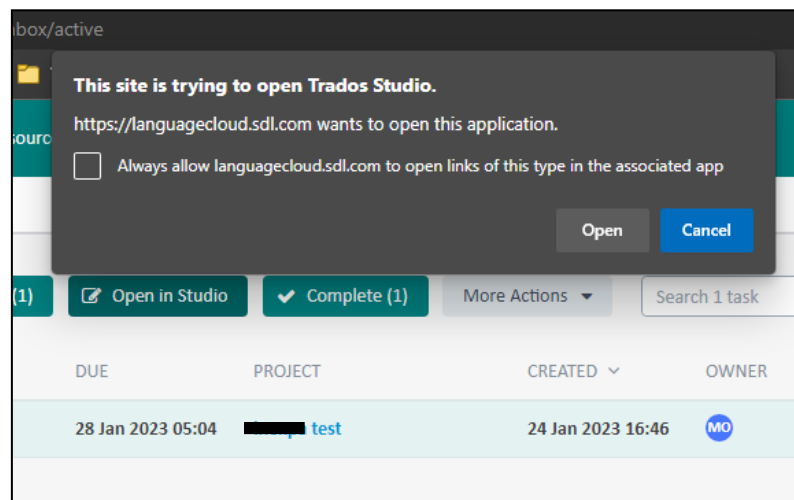 box/active
This site is trying to open Trados Studio.
https://languagecloud.sdl.com wants to open this application.
Always allow languagecloud.sdl.com to open links of this type in the associated app
Open Cancel
(1) Open in Studio Complete (1) More Actions Search 1 task
DUE PROJECT CREATED OWNER
28 Jan 2023 05:04 test 24 Jan 2023 16:46 MO